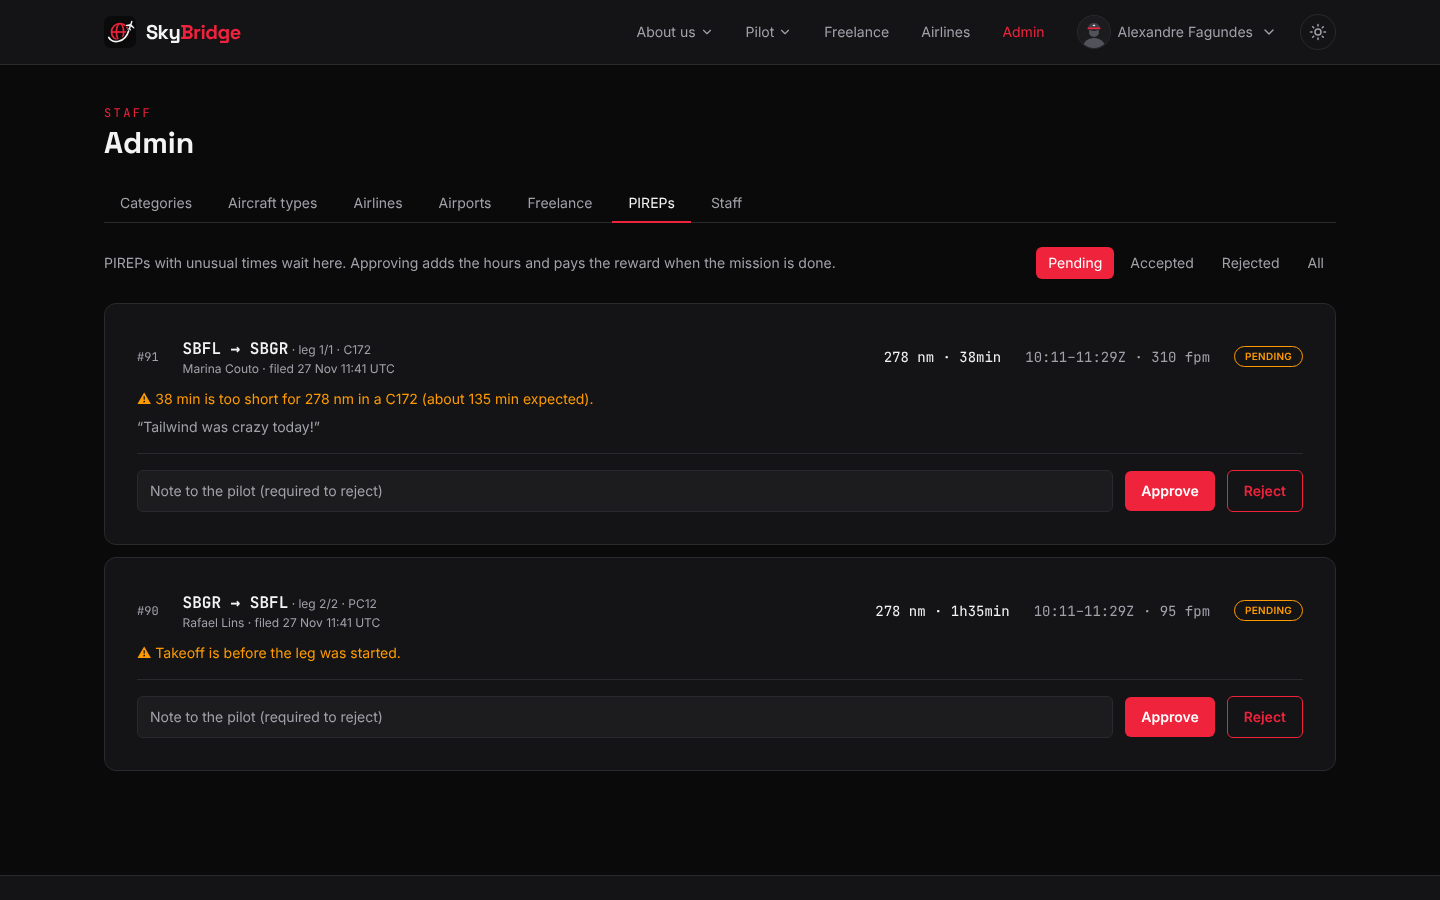 SkyBridge
About us
Pilot
Freelance
Airlines
Admin
Alexandre Fagundes
STAFF
Admin
Categories
Aircraft types
Airlines
Airports
Freelance
PIREPs
Staff
PIREPs with unusual times wait here. Approving adds the hours and pays the reward when the mission is done.
Pending
Accepted
Rejected
All
#91
SBFL → SBGR · leg 1/1 · C172
Marina Couto · filed 27 Nov 11:41 UTC
278 nm · 38min
10:11–11:29Z · 310 fpm
PENDING
⚠ 38 min is too short for 278 nm in a C172 (about 135 min expected).
“Tailwind was crazy today!”
Note to the pilot (required to reject)
Approve
Reject
#90
SBGR → SBFL · leg 2/2 · PC12
Rafael Lins · filed 27 Nov 11:41 UTC
278 nm · 1h35min
10:11–11:29Z · 95 fpm
PENDING
⚠ Takeoff is before the leg was started.
Note to the pilot (required to reject)
Approve
Reject